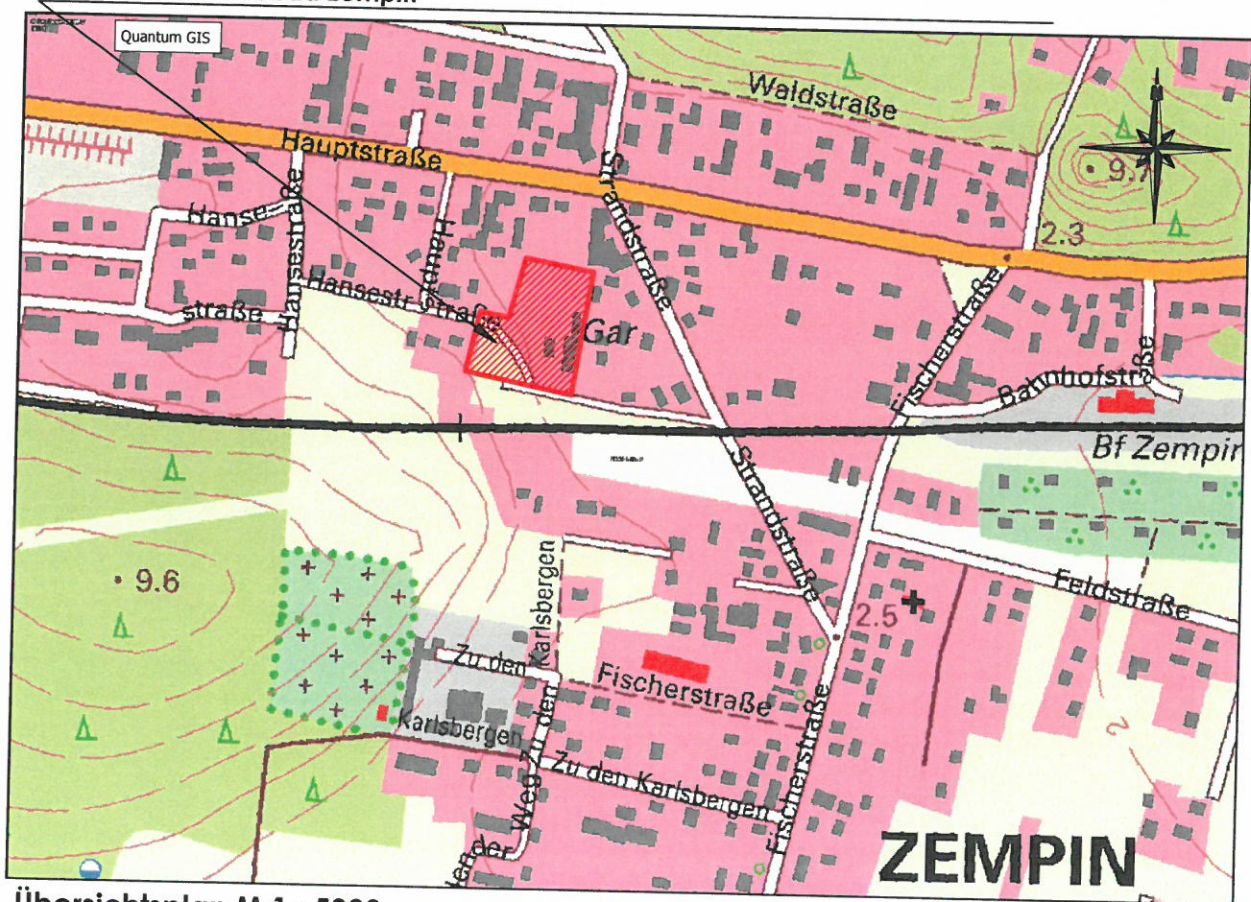 Zempin
Quantum GIS
Waldstraße
Hauptstraße
9.7
Strandstraße
Hanse-
straße
Hansestraße
Hansestr
Straße
Gar
2.3
Fischerstraße
Bahnhofstraße
Bf Zempin
Strandstraße
9.6
Zu den
Karlsbergen
Karlsbergen
Fischerstraße
2.5
Feldstraße
2
Zu den
Weg
Zu den Karlsbergen
Fischerstraße
ZEMPIN
Übersichtsplan M 1 : 5000